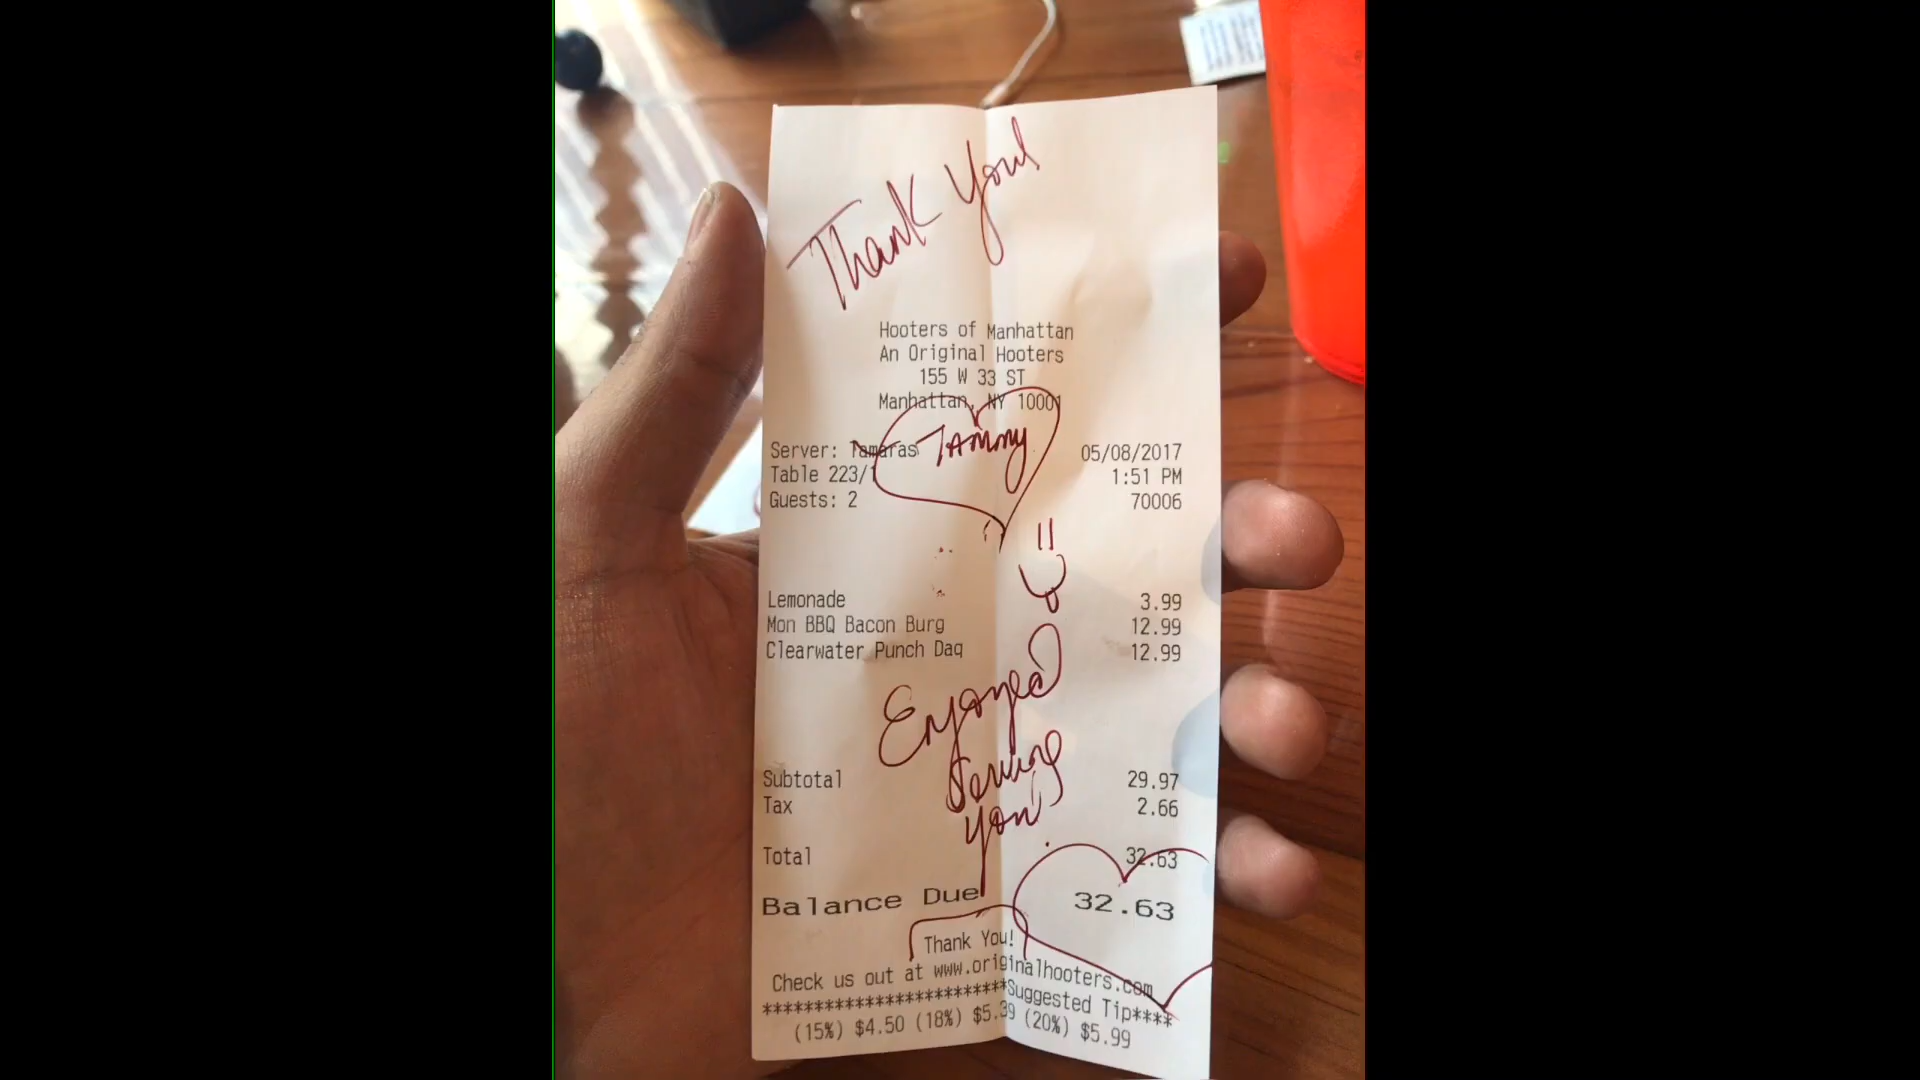 Thank You!
Hooters of Manhattan
An Original Hooters
155 W 33 ST
Manhattan, NY 10001
Server: Tamaras TAMMY 05/08/2017
Table 223/1 1:51 PM
Guests: 2 70006
Lemonade 3.99
Mon BBQ Bacon Burg 12.99
Clearwater Punch Daq 12.99
Enjoyed
Serving
you
Subtotal 29.97
Tax 2.66
Total 32.63
Balance Due 32.63
Thank You!
Check us out at www.originalhooters.com
*************************Suggested Tip****
(15%) $4.50 (18%) $5.39 (20%) $5.99